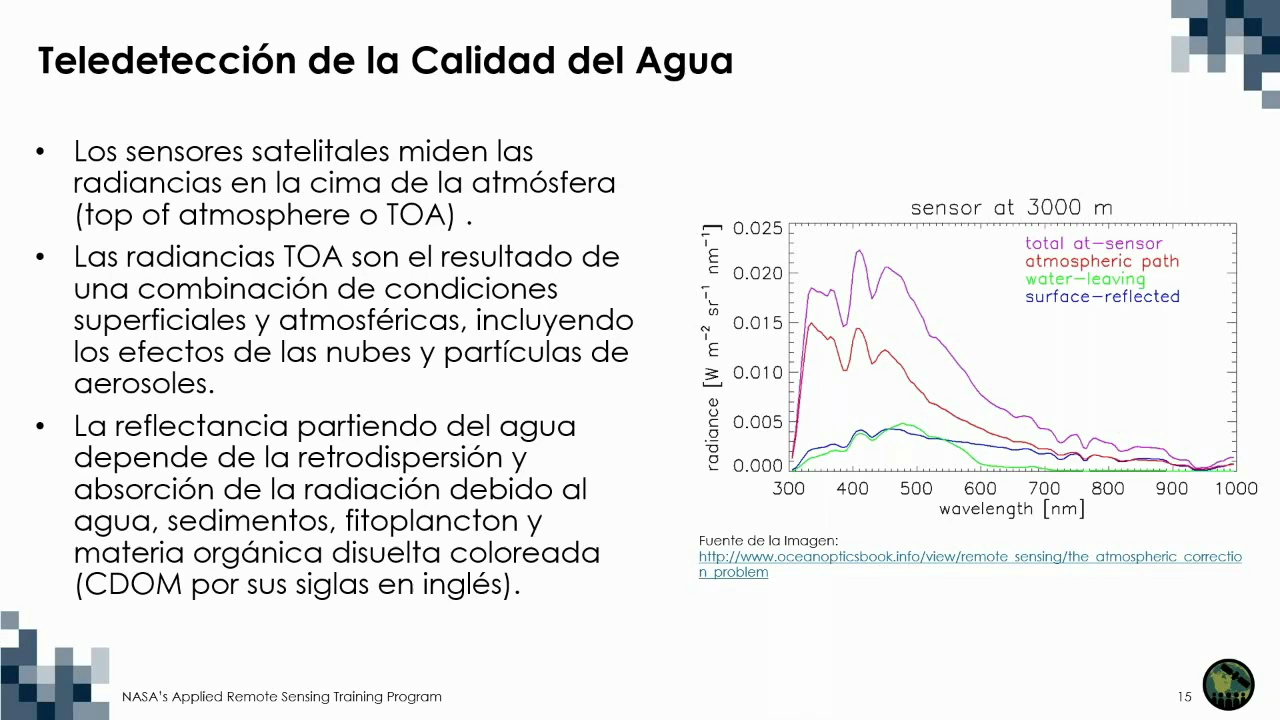 Teledetección de la Calidad del Agua
• Los sensores satelitales miden las
radiancias en la cima de la atmósfera
(top of atmosphere o TOA) .
• Las radiancias TOA son el resultado de
una combinación de condiciones
superficiales y atmosféricas, incluyendo
los efectos de las nubes y partículas de
aerosoles.
• La reflectancia partiendo del agua
depende de la retrodispersión y
absorción de la radiación debido al
agua, sedimentos, fitoplancton y
materia orgánica disuelta coloreada
(CDOM por sus siglas en inglés).
sensor at 3000 m
total at-sensor
atmospheric path
water-leaving
surface-reflected
radiance [W m⁻² sr⁻¹ nm⁻¹]
0.025
0.020
0.015
0.010
0.005
0.000
300 400 500 600 700 800 900 1000
wavelength [nm]
Fuente de la Imagen:
http://www.oceanopticsbook.info/view/remote_sensing/the_atmospheric_correctio
n_problem
NASA's Applied Remote Sensing Training Program
15